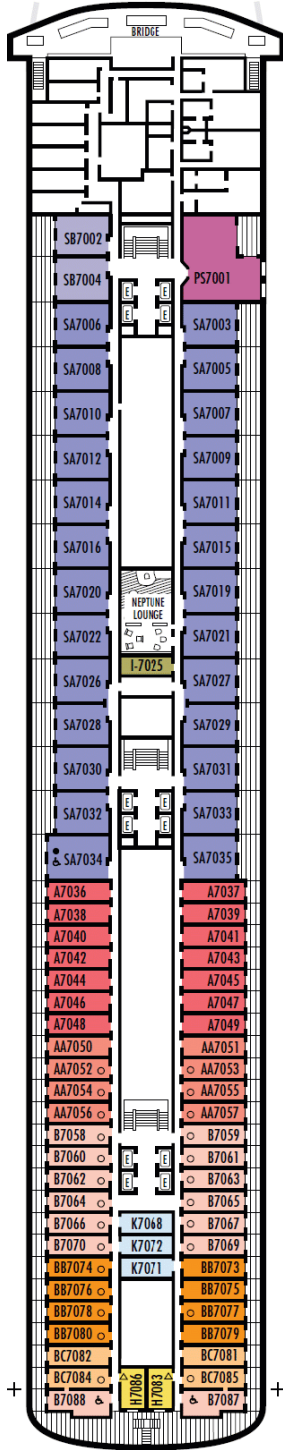 BRIDGE
SB7002
SB7004 PS7001
E E
E E
SA7006 SA7003
SA7008 SA7005
SA7010 SA7007
SA7012 SA7009
SA7014 SA7011
SA7016 SA7015
SA7020 SA7019
NEPTUNE
LOUNGE
SA7022 SA7021
I-7025
SA7026 SA7027
SA7028 SA7029
SA7030 SA7031
E E
SA7032 SA7033
E E
SA7034 SA7035
A7036 A7037
A7038 A7039
A7040 A7041
A7042 A7043
A7044 A7045
A7046 A7047
A7048 A7049
AA7050 AA7051
AA7052 AA7053
AA7054 AA7055
AA7056 AA7057
B7058 B7059
B7060 E E B7061
B7062 E E B7063
B7064 B7065
B7066 K7068 B7067
B7070 K7072 B7069
BB7074 K7071 BB7073
BB7076 BB7075
BB7078 BB7077
BB7080 BB7079
BC7082 BC7081
BC7084 H7086 H7083 BC7085
B7088 B7087